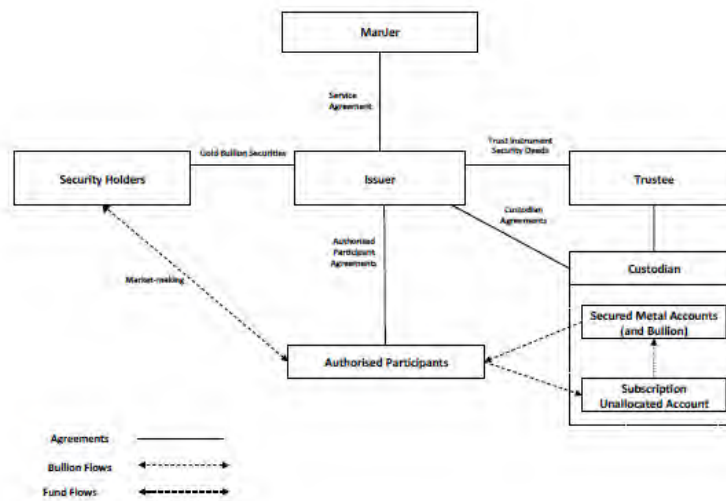 ManJer
Service
Agreement
Gold Bullion Securities
Trust Instrument
Security Deeds
Security Holders
Issuer
Trustee
Custodian
Agreements
Authorised
Participant
Agreements
Custodian
Market-making
Secured Metal Accounts
(and Bullion)
Authorised Participants
Subscription
Unallocated Account
Agreements
Bullion Flows
Fund Flows